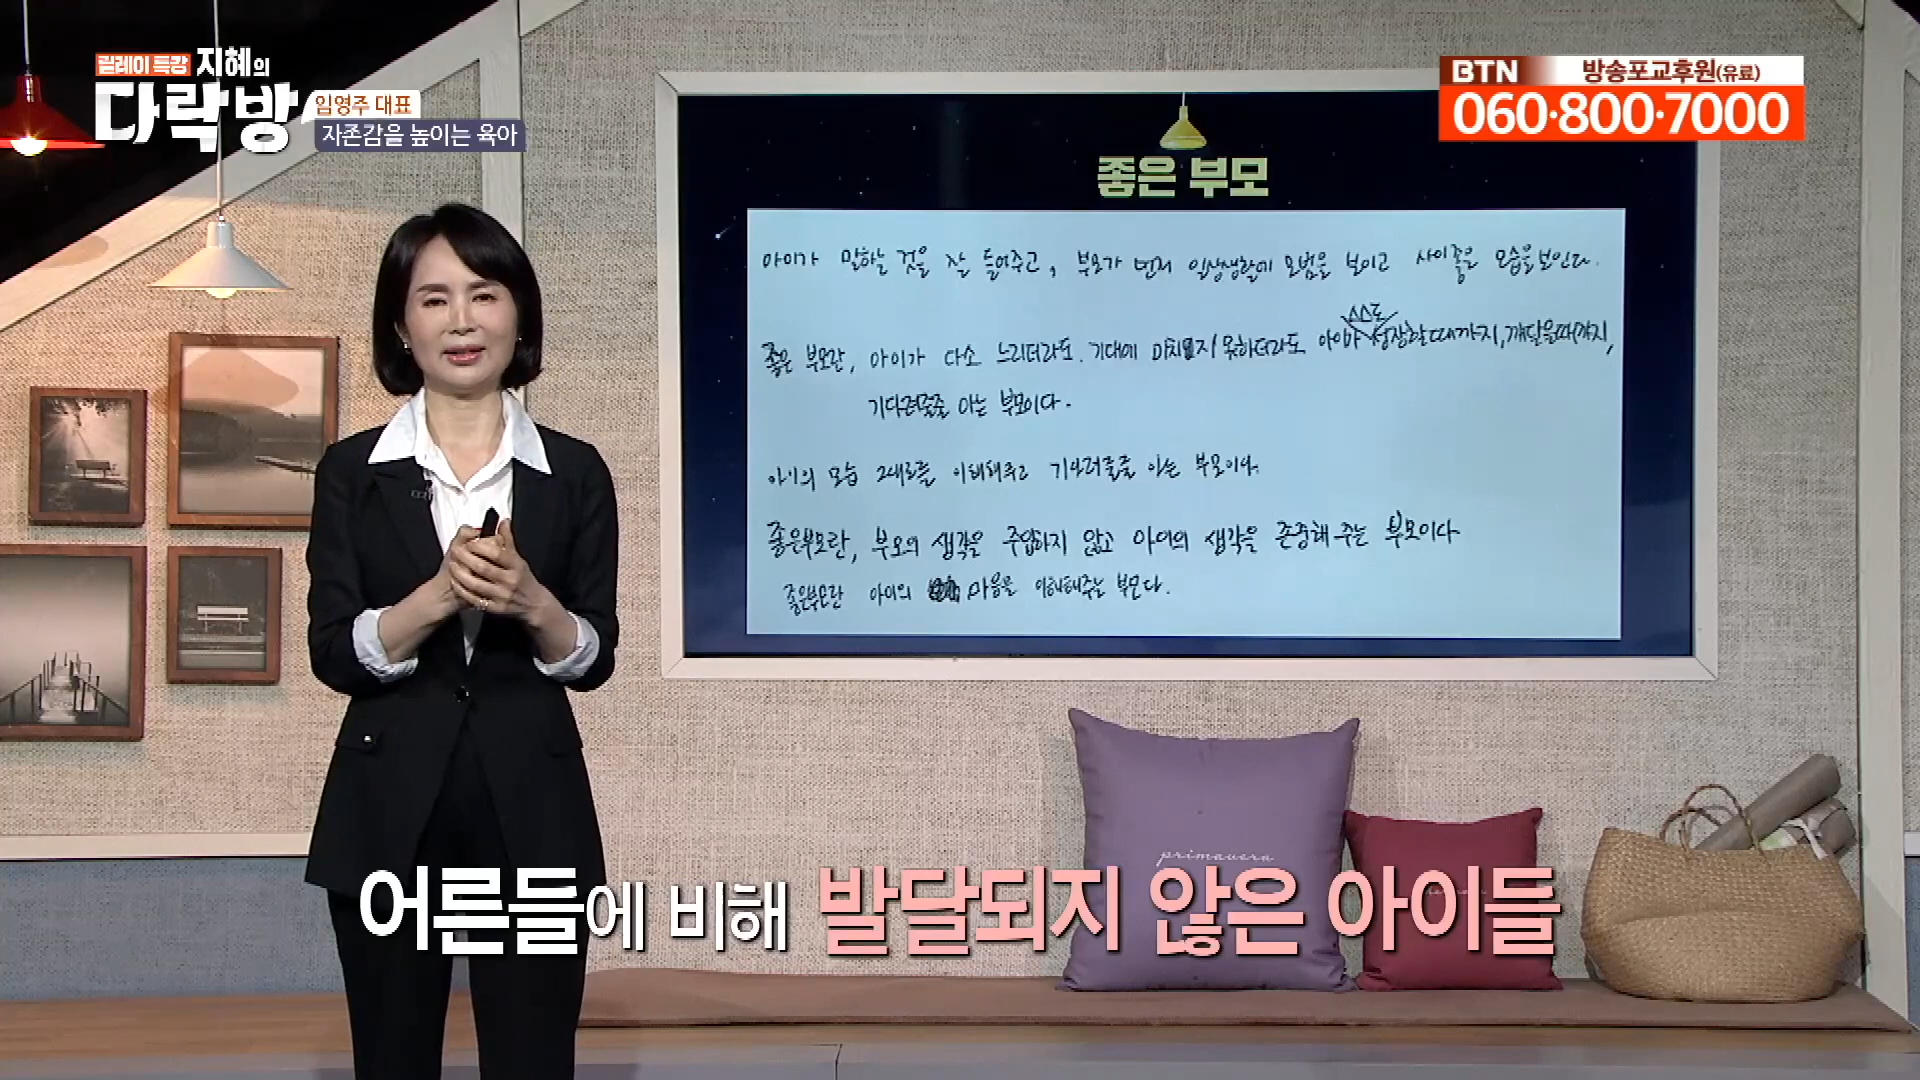 릴레이 특강 지혜의
다락방
임영주 대표
자존감을 높이는 육아
BTN 방송포교후원(유료)
060·800·7000
좋은 부모
아이가 말하는 것을 잘 들어주고, 부모가 먼저 일상생활에 모범을 보이고 사이좋은 모습을 보인다.
스스로
좋은 부모란, 아이가 다소 느리더라도. 기대에 미치지 못하더라도 아이가 성장할때까지, 깨달을때까지,
기다려줄줄 아는 부모이다.
아이의 모습 그대로를 이해해주고 기다려줄줄 아는 부모이다.
좋은부모란, 부모의 생각을 주입하지 않고 아이의 생각을 존중해 주는 부모이다
좋은부모란 아이의 마음을 이해해주는 부모다.
primavera
어른들에 비해 발달되지 않은 아이들